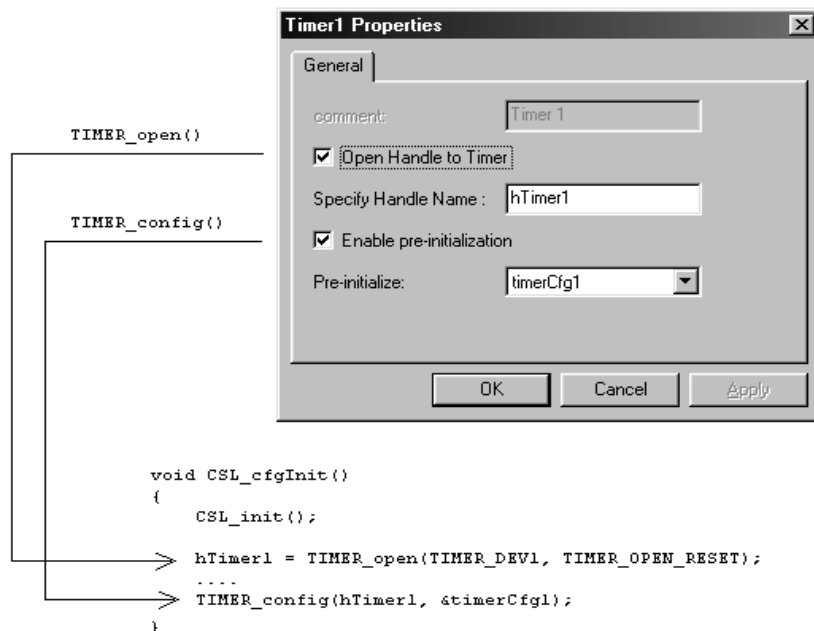 Timer1 Properties
General
comment: Timer 1
TIMER_open()
Open Handle to Timer
Specify Handle Name : hTimer1
TIMER_config()
Enable pre-initialization
Pre-initialize: timerCfg1
OK Cancel Apply
void CSL_cfgInit()
{
CSL_init();
hTimer1 = TIMER_open(TIMER_DEV1, TIMER_OPEN_RESET);
....
TIMER_config(hTimer1, &timerCfg1);
}